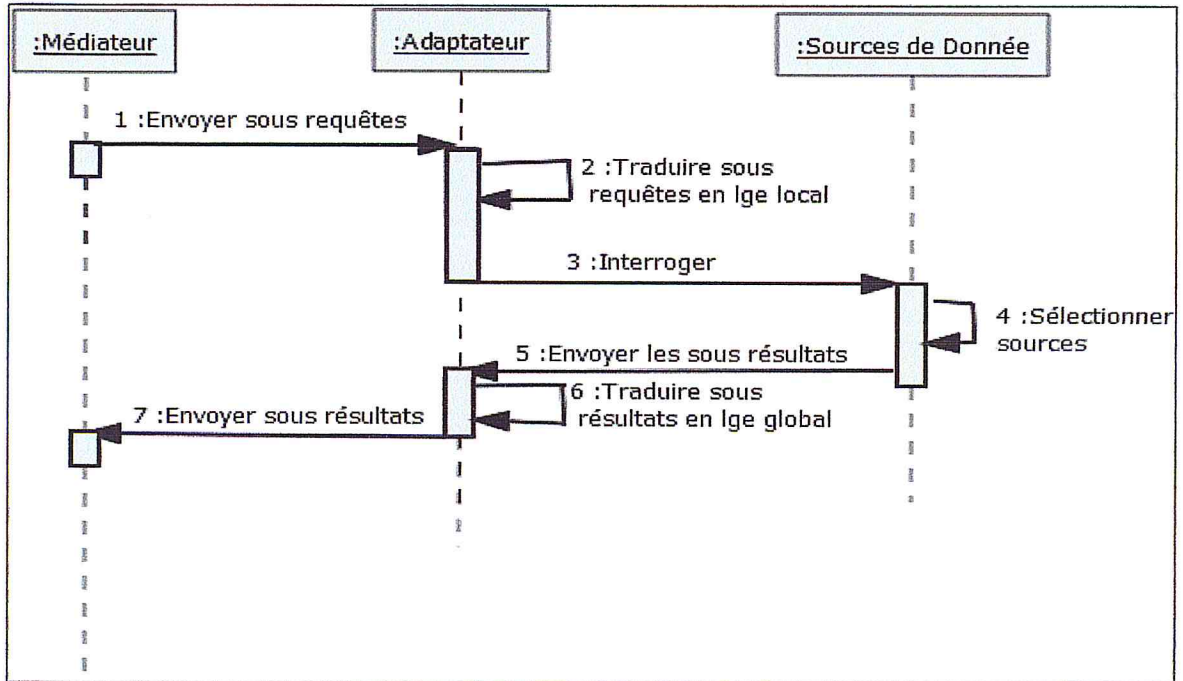 :Médiateur
:Adaptateur
:Sources de Donnée
1 :Envoyer sous requêtes
2 :Traduire sous
requêtes en lge local
3 :Interroger
4 :Sélectionner
sources
5 :Envoyer les sous résultats
6 :Traduire sous
résultats en lge global
7 :Envoyer sous résultats